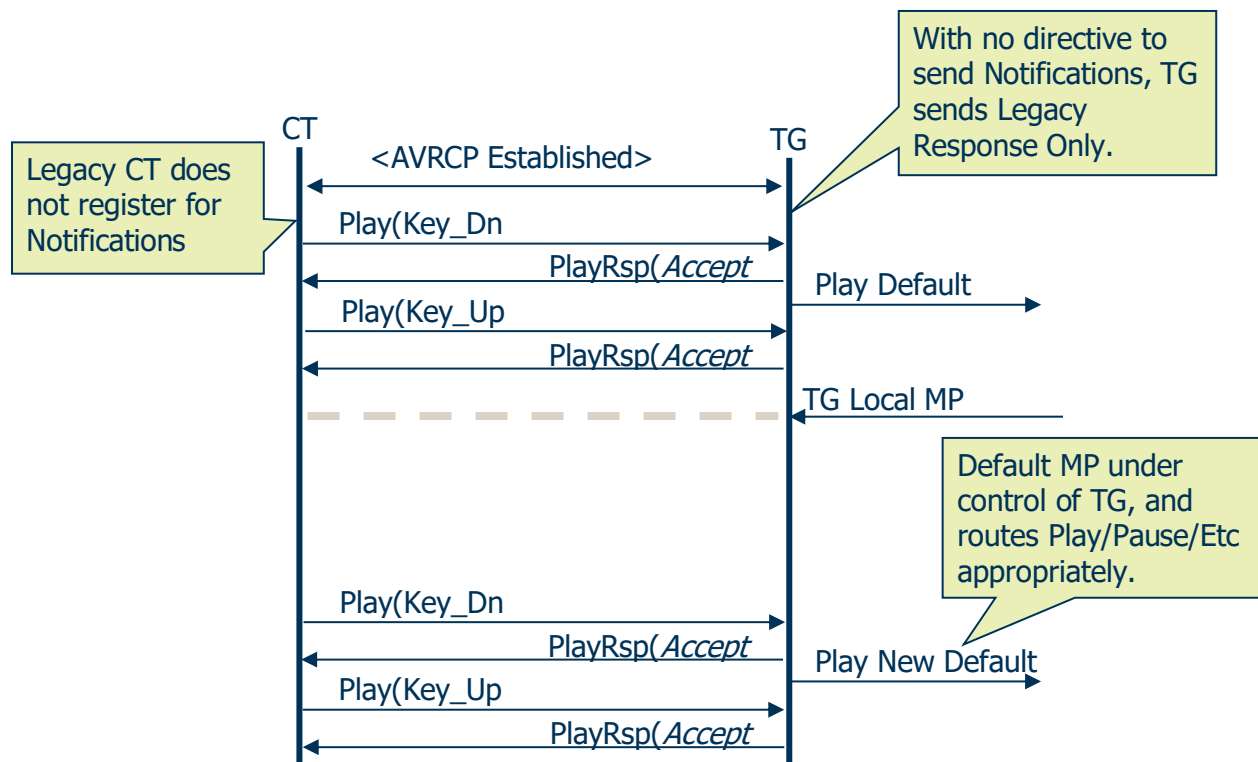 With no directive to
send Notifications, TG
sends Legacy
Response Only.
CT
TG
Legacy CT does
not register for
Notifications
<AVRCP Established>
Play(Key_Dn
PlayRsp(Accept
Play Default
Play(Key_Up
PlayRsp(Accept
TG Local MP
Default MP under
control of TG, and
routes Play/Pause/Etc
appropriately.
Play(Key_Dn
PlayRsp(Accept
Play New Default
Play(Key_Up
PlayRsp(Accept